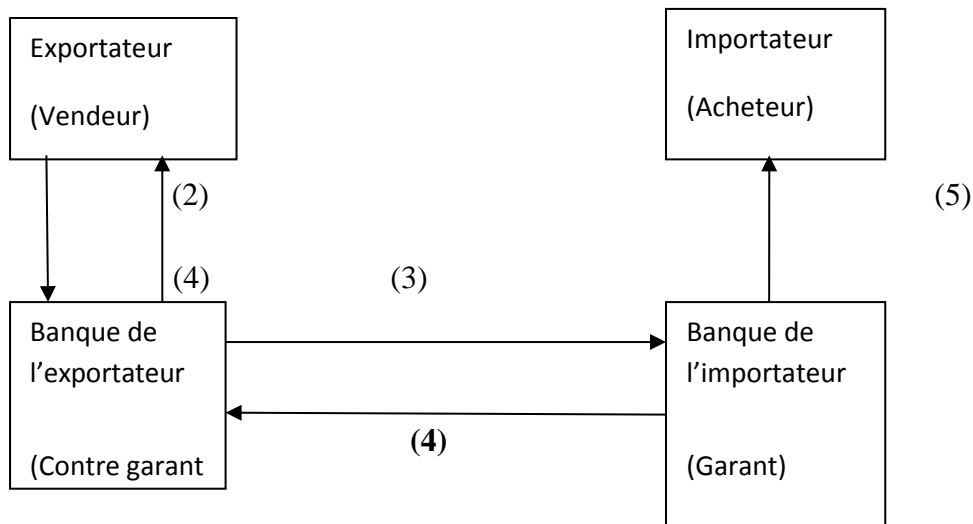 Exportateur
(Vendeur)
Importateur
(Acheteur)
(2)
(5)
(4)
(3)
Banque de
l’exportateur
(Contre garant
Banque de
l’importateur
(Garant)
(4)